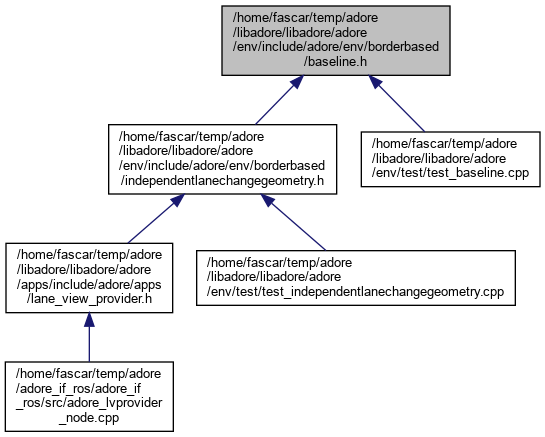 /home/fascar/temp/adore
/libadore/libadore/adore
/env/include/adore/env/borderbased
/baseline.h
/home/fascar/temp/adore
/libadore/libadore/adore
/env/include/adore/env/borderbased
/independentlanechangegeometry.h
/home/fascar/temp/adore
/libadore/libadore/adore
/env/test/test_baseline.cpp
/home/fascar/temp/adore
/libadore/libadore/adore
/apps/include/adore/apps
/lane_view_provider.h
/home/fascar/temp/adore
/libadore/libadore/adore
/env/test/test_independentlanechangegeometry.cpp
/home/fascar/temp/adore
/adore_if_ros/adore_if
_ros/src/adore_lvprovider
_node.cpp